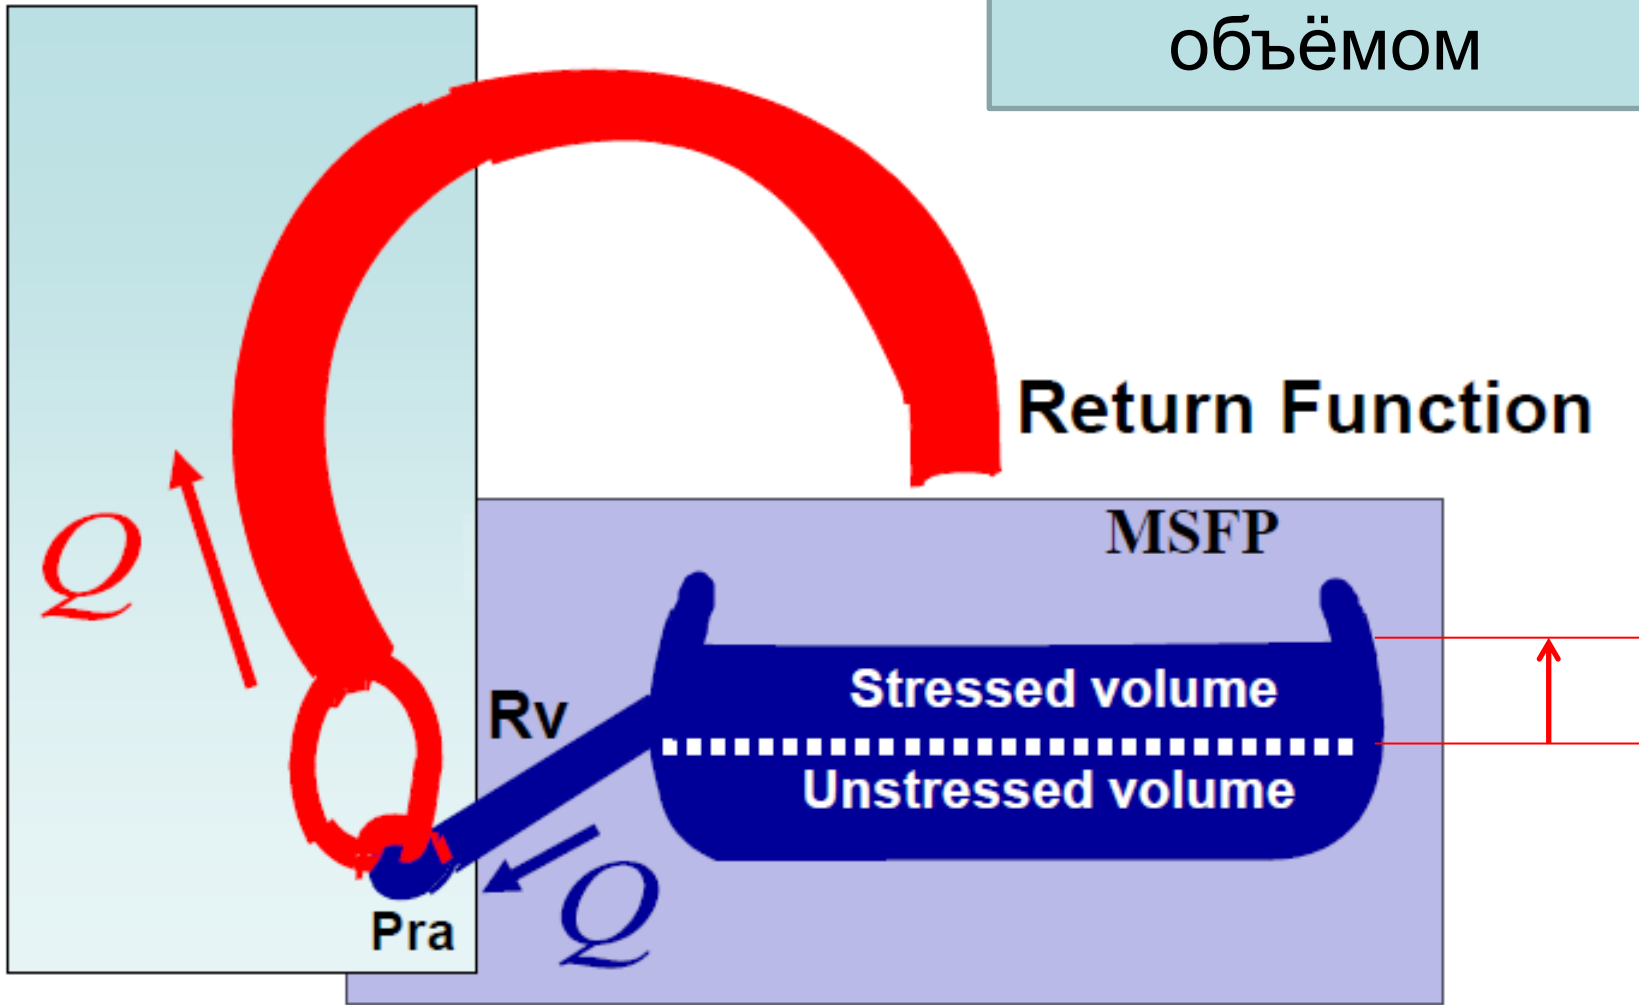 объёмом
Return Function
MSFP
Q
Stressed volume
Rv
Unstressed volume
Q
Pra